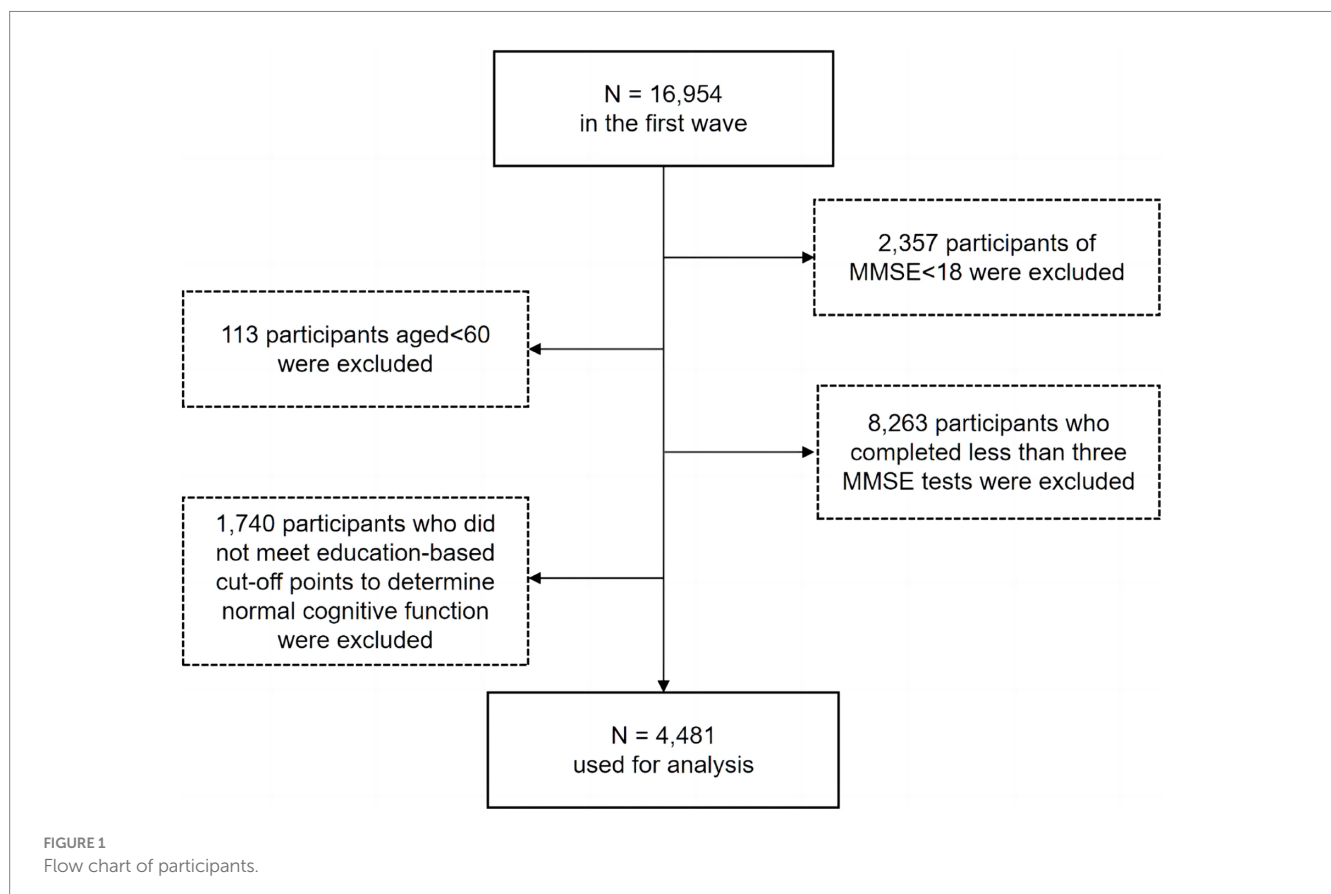 N = 16,954
in the first wave
2,357 participants of
MMSE<18 were excluded
113 participants aged<60
were excluded
8,263 participants who
completed less than three
MMSE tests were excluded
1,740 participants who did
not meet education-based
cut-off points to determine
normal cognitive function
were excluded
N = 4,481
used for analysis
FIGURE 1
Flow chart of participants.